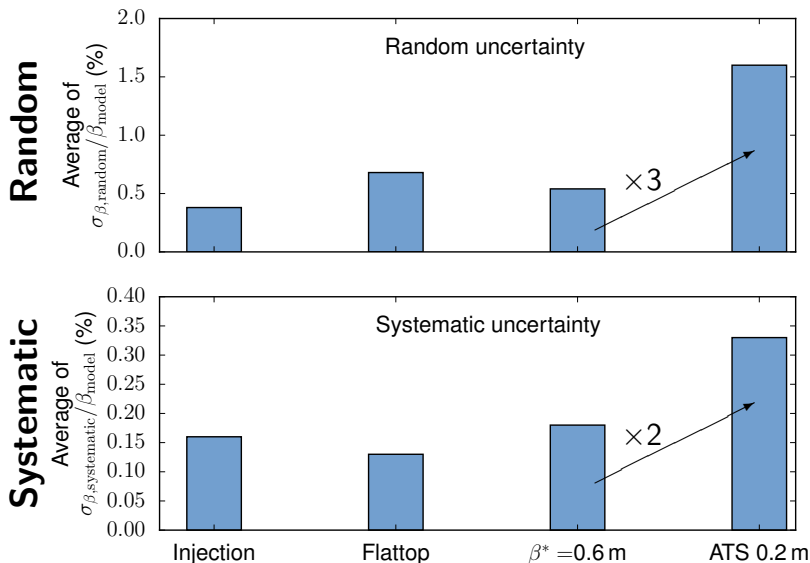 Random
Average of
σβ,random/βmodel (%)
2.0
1.5
1.0
0.5
0.0
Random uncertainty
×3
Systematic
Average of
σβ,systematic/βmodel (%)
0.40
0.35
0.30
0.25
0.20
0.15
0.10
0.05
0.00
Systematic uncertainty
×2
Injection Flattop β* =0.6 m ATS 0.2 m